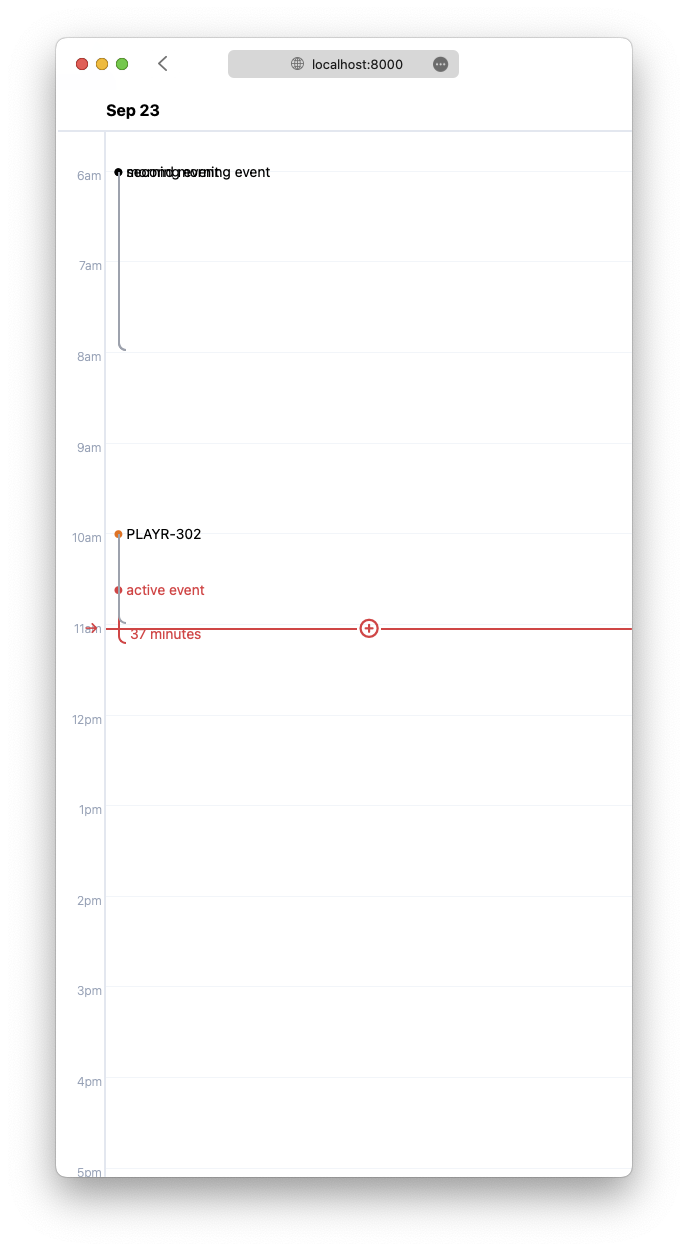 localhost:8000
Sep 23
6am
second morning event
morning event
7am
8am
9am
10am
PLAYR-302
active event
11am
37 minutes
12pm
1pm
2pm
3pm
4pm
5pm